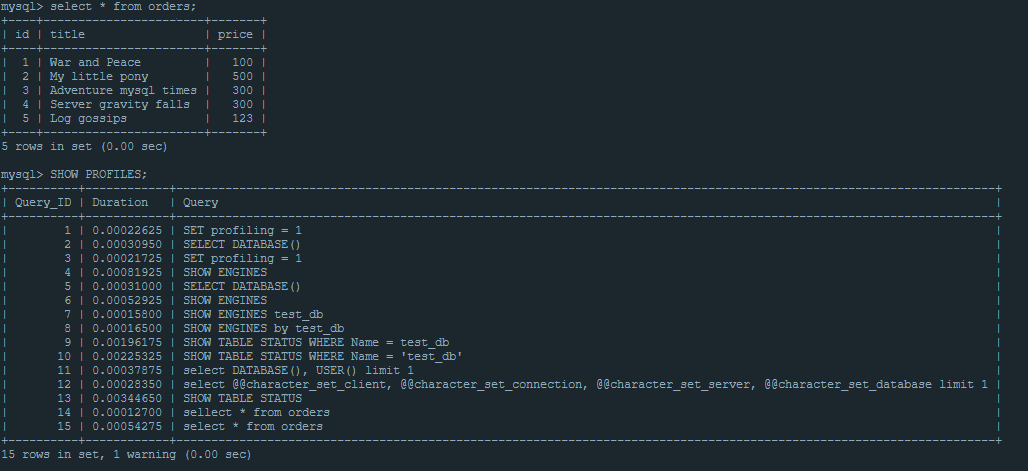 mysql> select * from orders;
+----+-----------------------+-------+
| id | title                 | price |
+----+-----------------------+-------+
|  1 | War and Peace         |   100 |
|  2 | My little pony        |   500 |
|  3 | Adventure mysql times |   300 |
|  4 | Server gravity falls  |   300 |
|  5 | Log gossips           |   123 |
+----+-----------------------+-------+
5 rows in set (0.00 sec)

mysql> SHOW PROFILES;
+----------+------------+--------------------------------------------------------------------------------------------------------------------+
| Query_ID | Duration   | Query                                                                                                              |
+----------+------------+--------------------------------------------------------------------------------------------------------------------+
|        1 | 0.00022625 | SET profiling = 1                                                                                                  |
|        2 | 0.00030950 | SELECT DATABASE()                                                                                                  |
|        3 | 0.00021725 | SET profiling = 1                                                                                                  |
|        4 | 0.00081925 | SHOW ENGINES                                                                                                       |
|        5 | 0.00031000 | SELECT DATABASE()                                                                                                  |
|        6 | 0.00052925 | SHOW ENGINES                                                                                                       |
|        7 | 0.00015800 | SHOW ENGINES test_db                                                                                               |
|        8 | 0.00016500 | SHOW ENGINES by test_db                                                                                            |
|        9 | 0.00196175 | SHOW TABLE STATUS WHERE Name = test_db                                                                             |
|       10 | 0.00225325 | SHOW TABLE STATUS WHERE Name = 'test_db'                                                                           |
|       11 | 0.00037875 | select DATABASE(), USER() limit 1                                                                                  |
|       12 | 0.00028350 | select @@character_set_client, @@character_set_connection, @@character_set_server, @@character_set_database limit 1 |
|       13 | 0.00344650 | SHOW TABLE STATUS                                                                                                  |
|       14 | 0.00012700 | sellect * from orders                                                                                              |
|       15 | 0.00054275 | select * from orders                                                                                               |
+----------+------------+--------------------------------------------------------------------------------------------------------------------+
15 rows in set, 1 warning (0.00 sec)